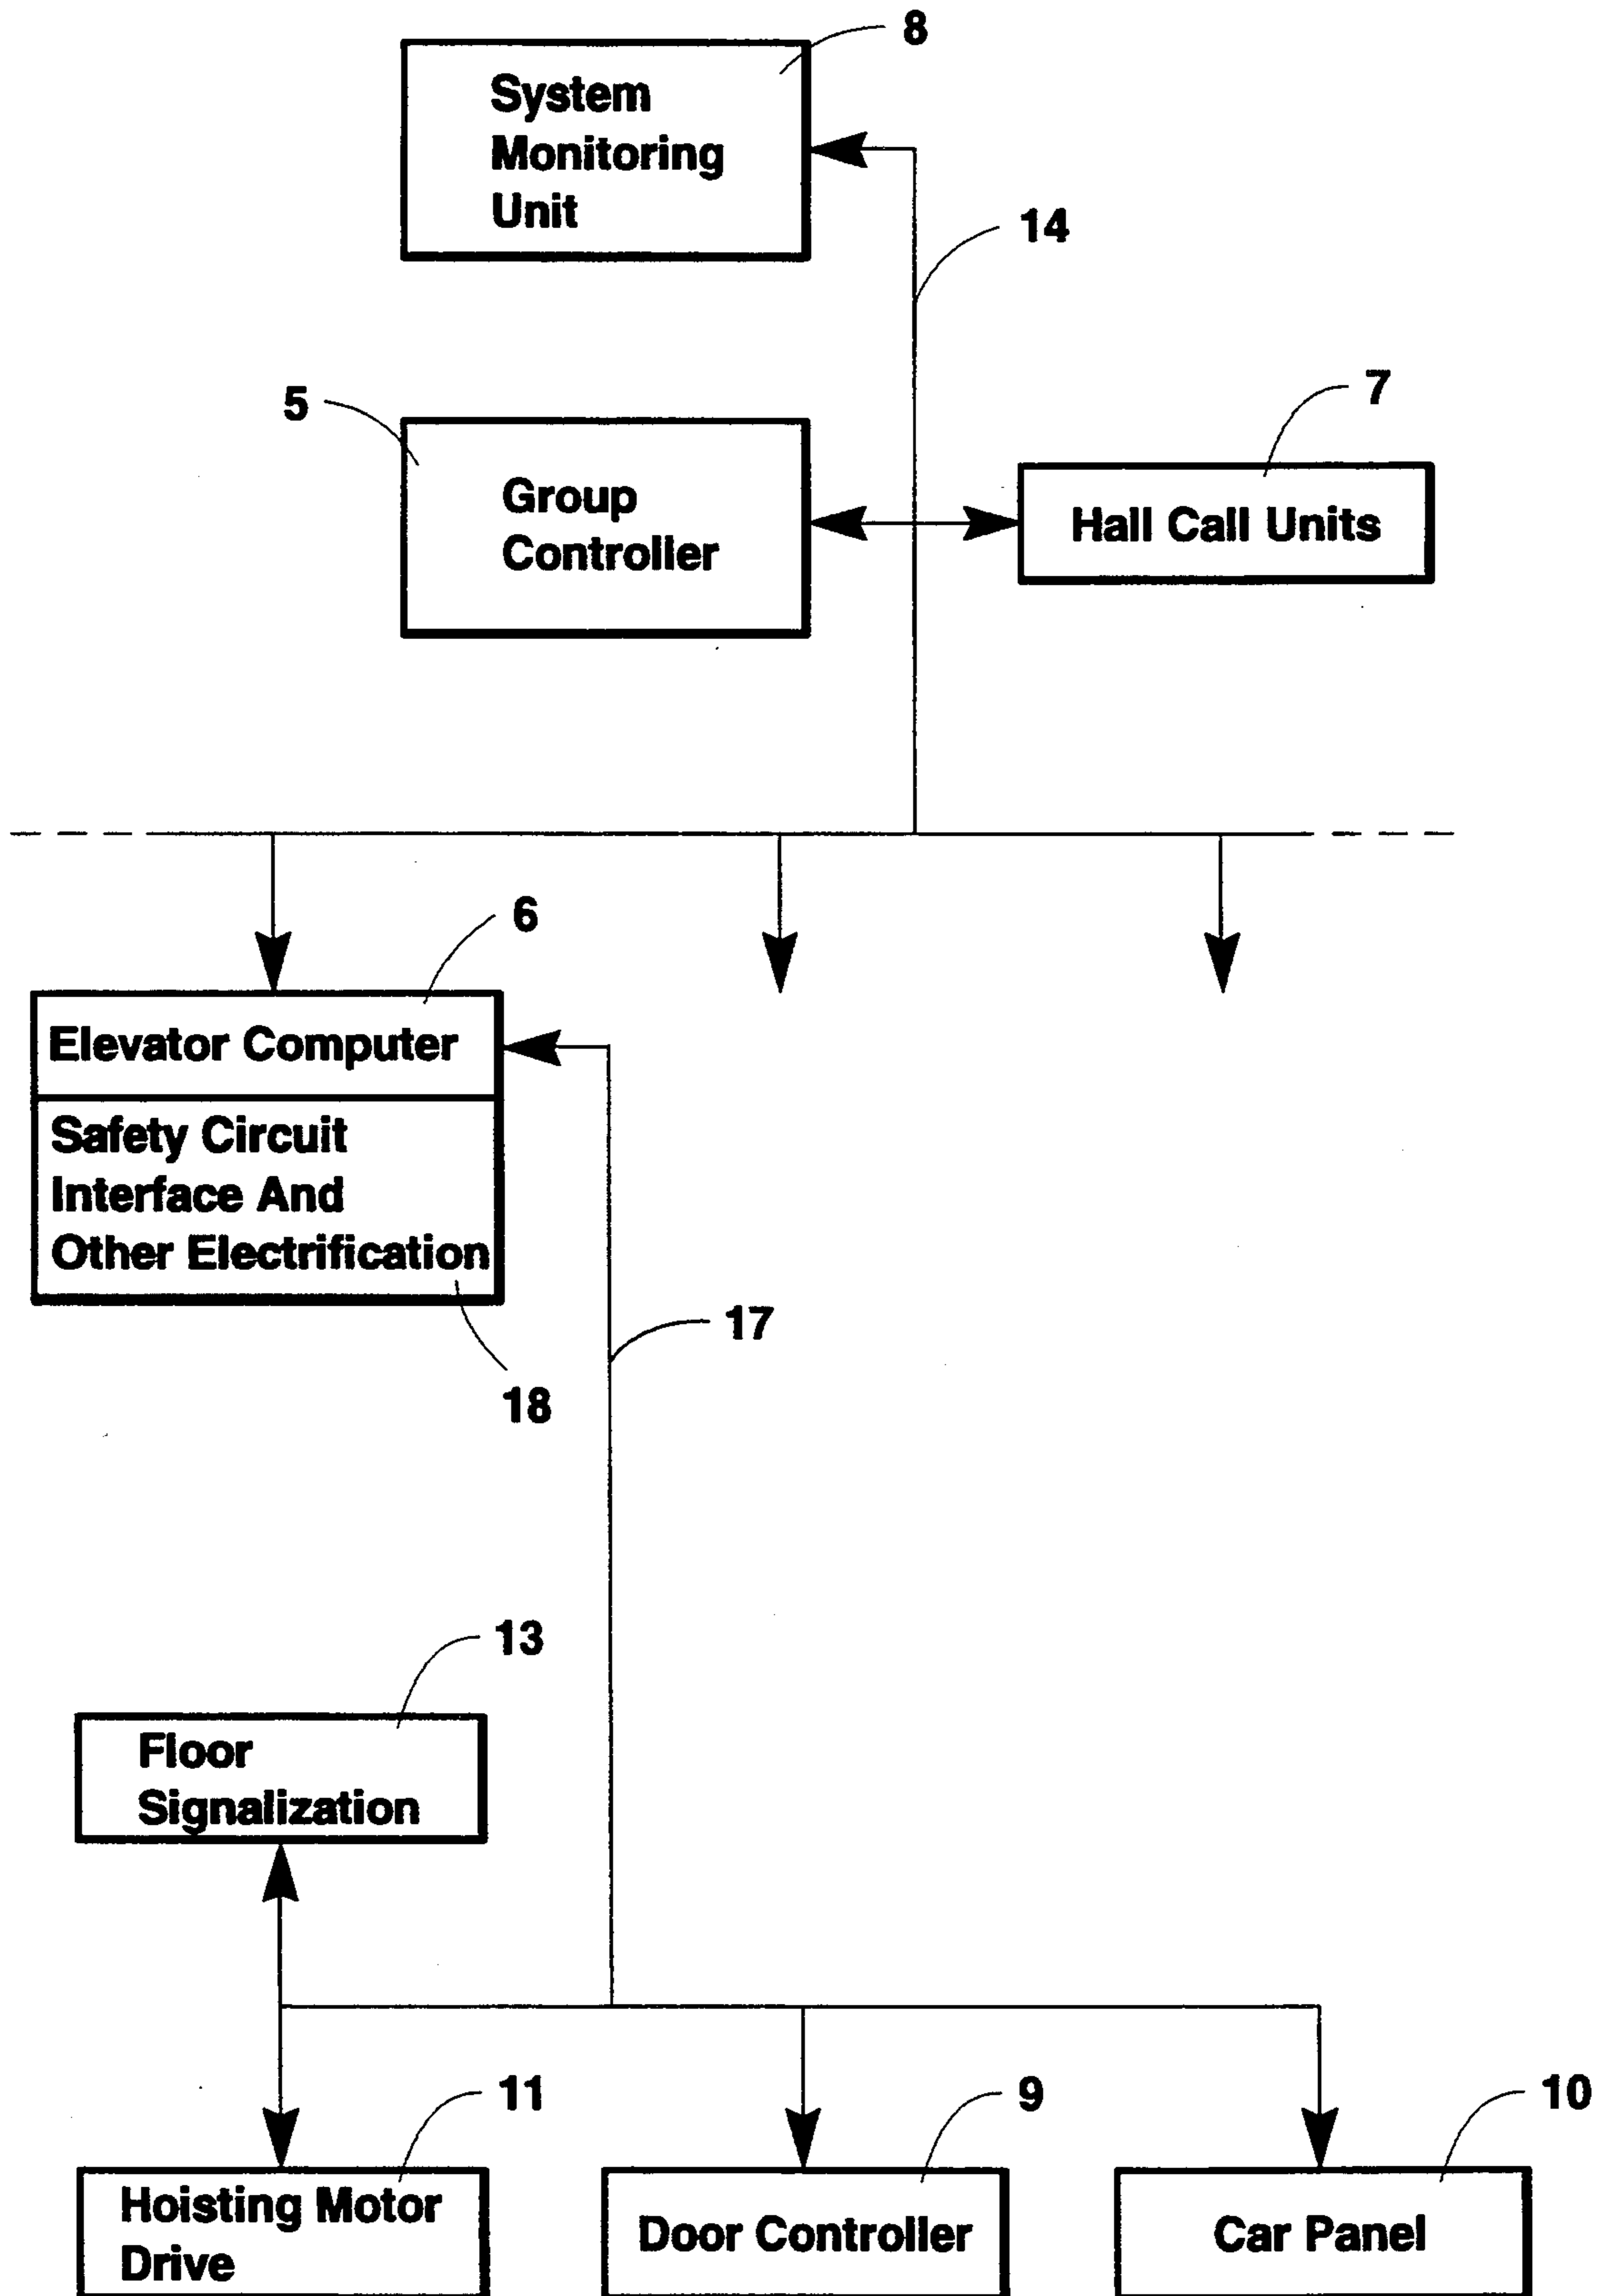 8
System
Monitoring
Unit
14
5
7
Group
Controller
Hall Call Units
6
Elevator Computer
Safety Circuit
Interface And
Other Electrification
17
18
13
Floor
Signalization
11
9
10
Hoisting Motor
Drive
Door Controller
Car Panel